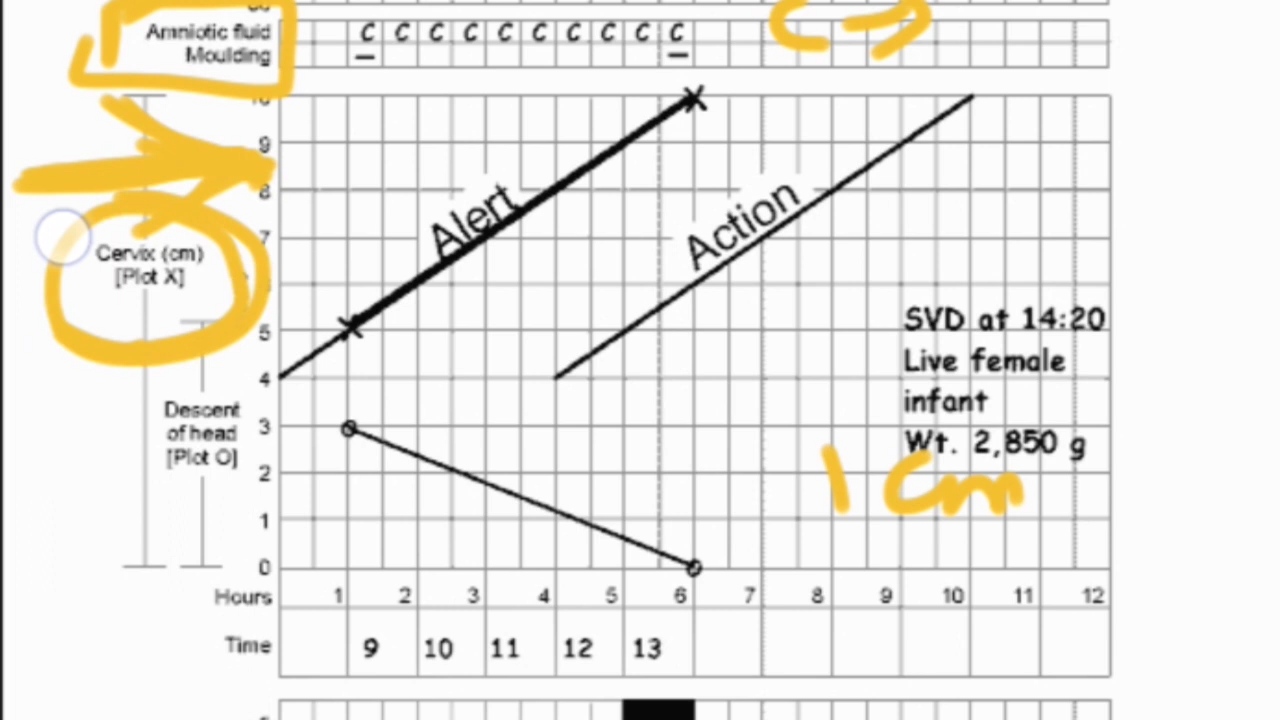 Amniotic fluid C C C C C C C C C C
Moulding – –
10
9
8
7
Cervix (cm)
[Plot X]
5
4
Descent
of head
[Plot O]
3
2
1
0
Alert
Action
SVD at 14:20
Live female
infant
Wt. 2,850 g
1 cm
Hours 1 2 3 4 5 6 7 8 9 10 11 12
Time 9 10 11 12 13